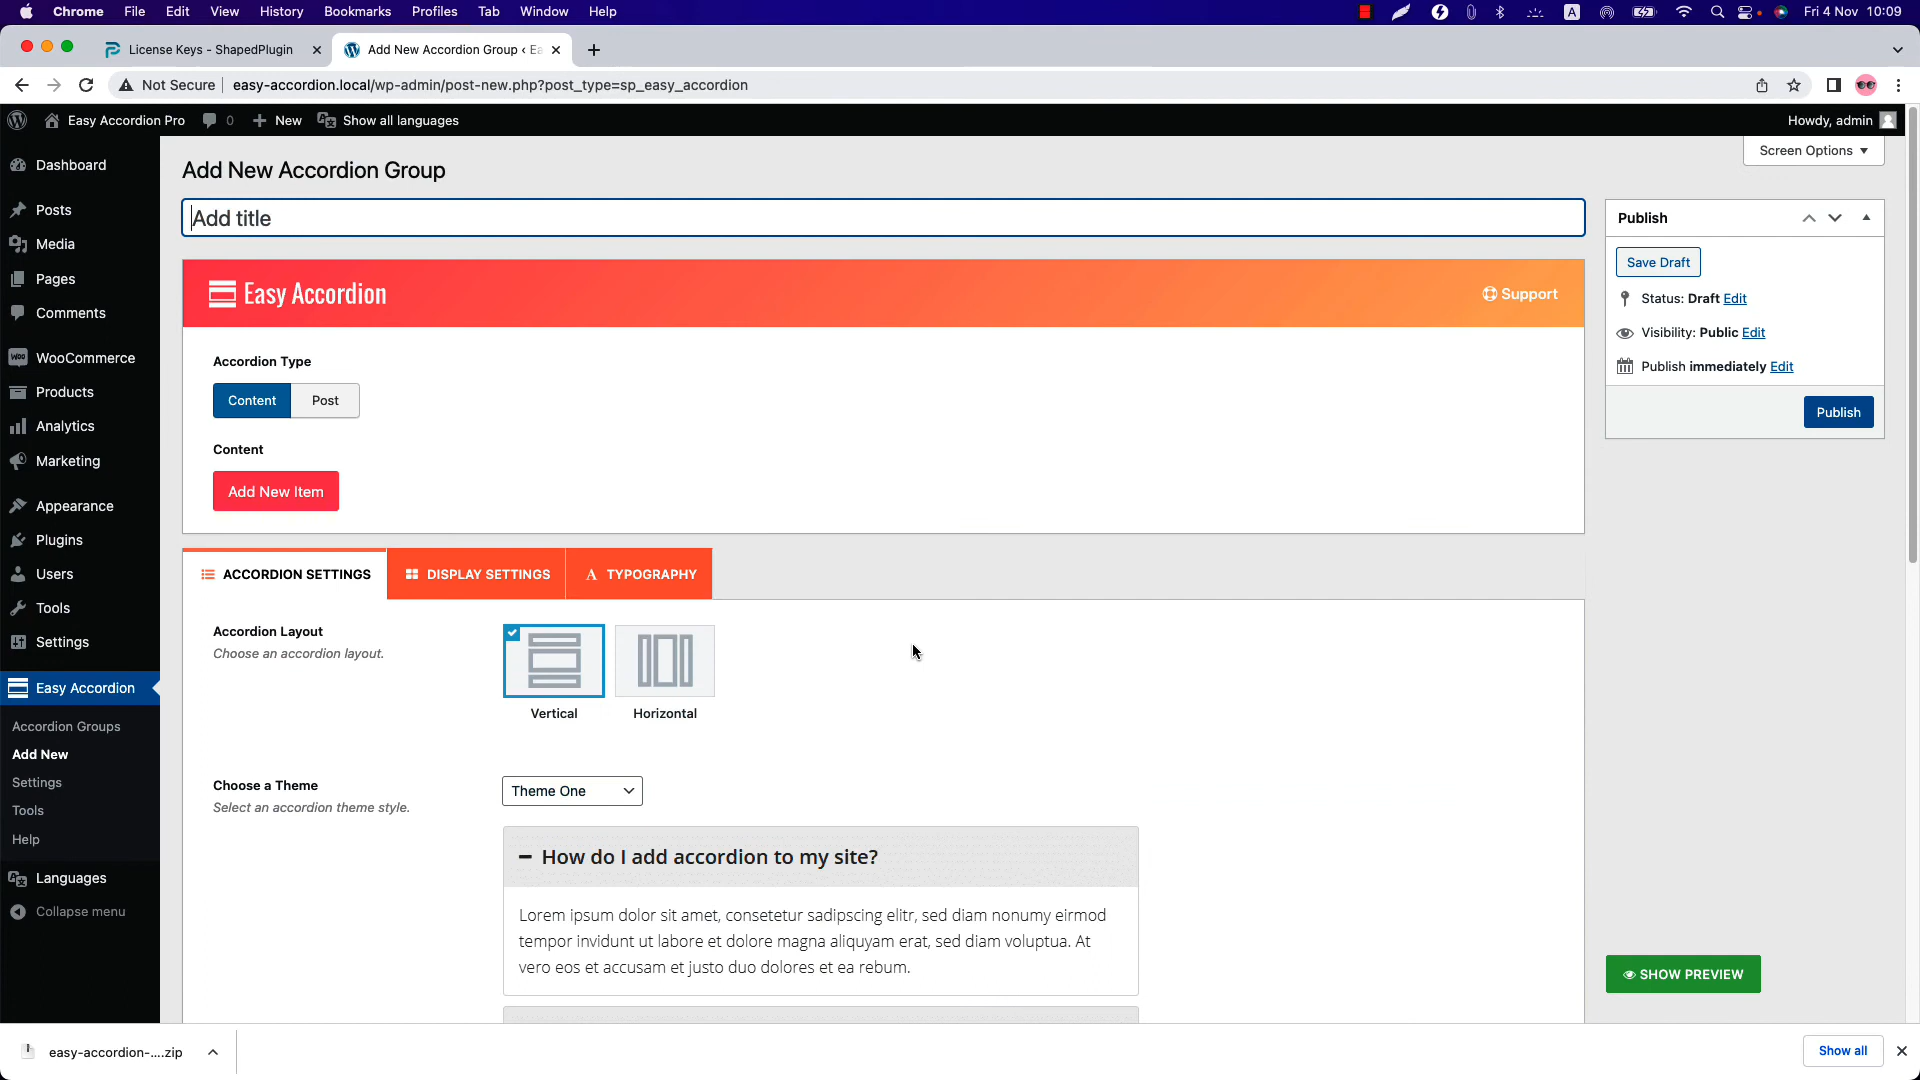 Chrome File Edit View History Bookmarks Profiles Tab Window Help A Fri 4 Nov 10:09
License Keys - ShapedPlugin
Add New Accordion Group ‹ Ea
Not Secure easy-accordion.local/wp-admin/post-new.php?post_type=sp_easy_accordion
Easy Accordion Pro 0 New Show all languages Howdy, admin
Dashboard
Posts
Media
Pages
Comments
WooCommerce
Products
Analytics
Marketing
Appearance
Plugins
Users
Tools
Settings
Easy Accordion
Accordion Groups
Add New
Settings
Tools
Help
Languages
Collapse menu
Screen Options
Add New Accordion Group
Add title
Easy Accordion
Support
Accordion Type
Content Post
Content
Add New Item
ACCORDION SETTINGS DISPLAY SETTINGS A TYPOGRAPHY
Accordion Layout
Choose an accordion layout.
Vertical Horizontal
Choose a Theme
Select an accordion theme style.
Theme One
How do I add accordion to my site?
Lorem ipsum dolor sit amet, consetetur sadipscing elitr, sed diam nonumy eirmod
tempor invidunt ut labore et dolore magna aliquyam erat, sed diam voluptua. At
vero eos et accusam et justo duo dolores et ea rebum.
Publish
Save Draft
Status: Draft Edit
Visibility: Public Edit
Publish immediately Edit
Publish
SHOW PREVIEW
easy-accordion-....zip
Show all